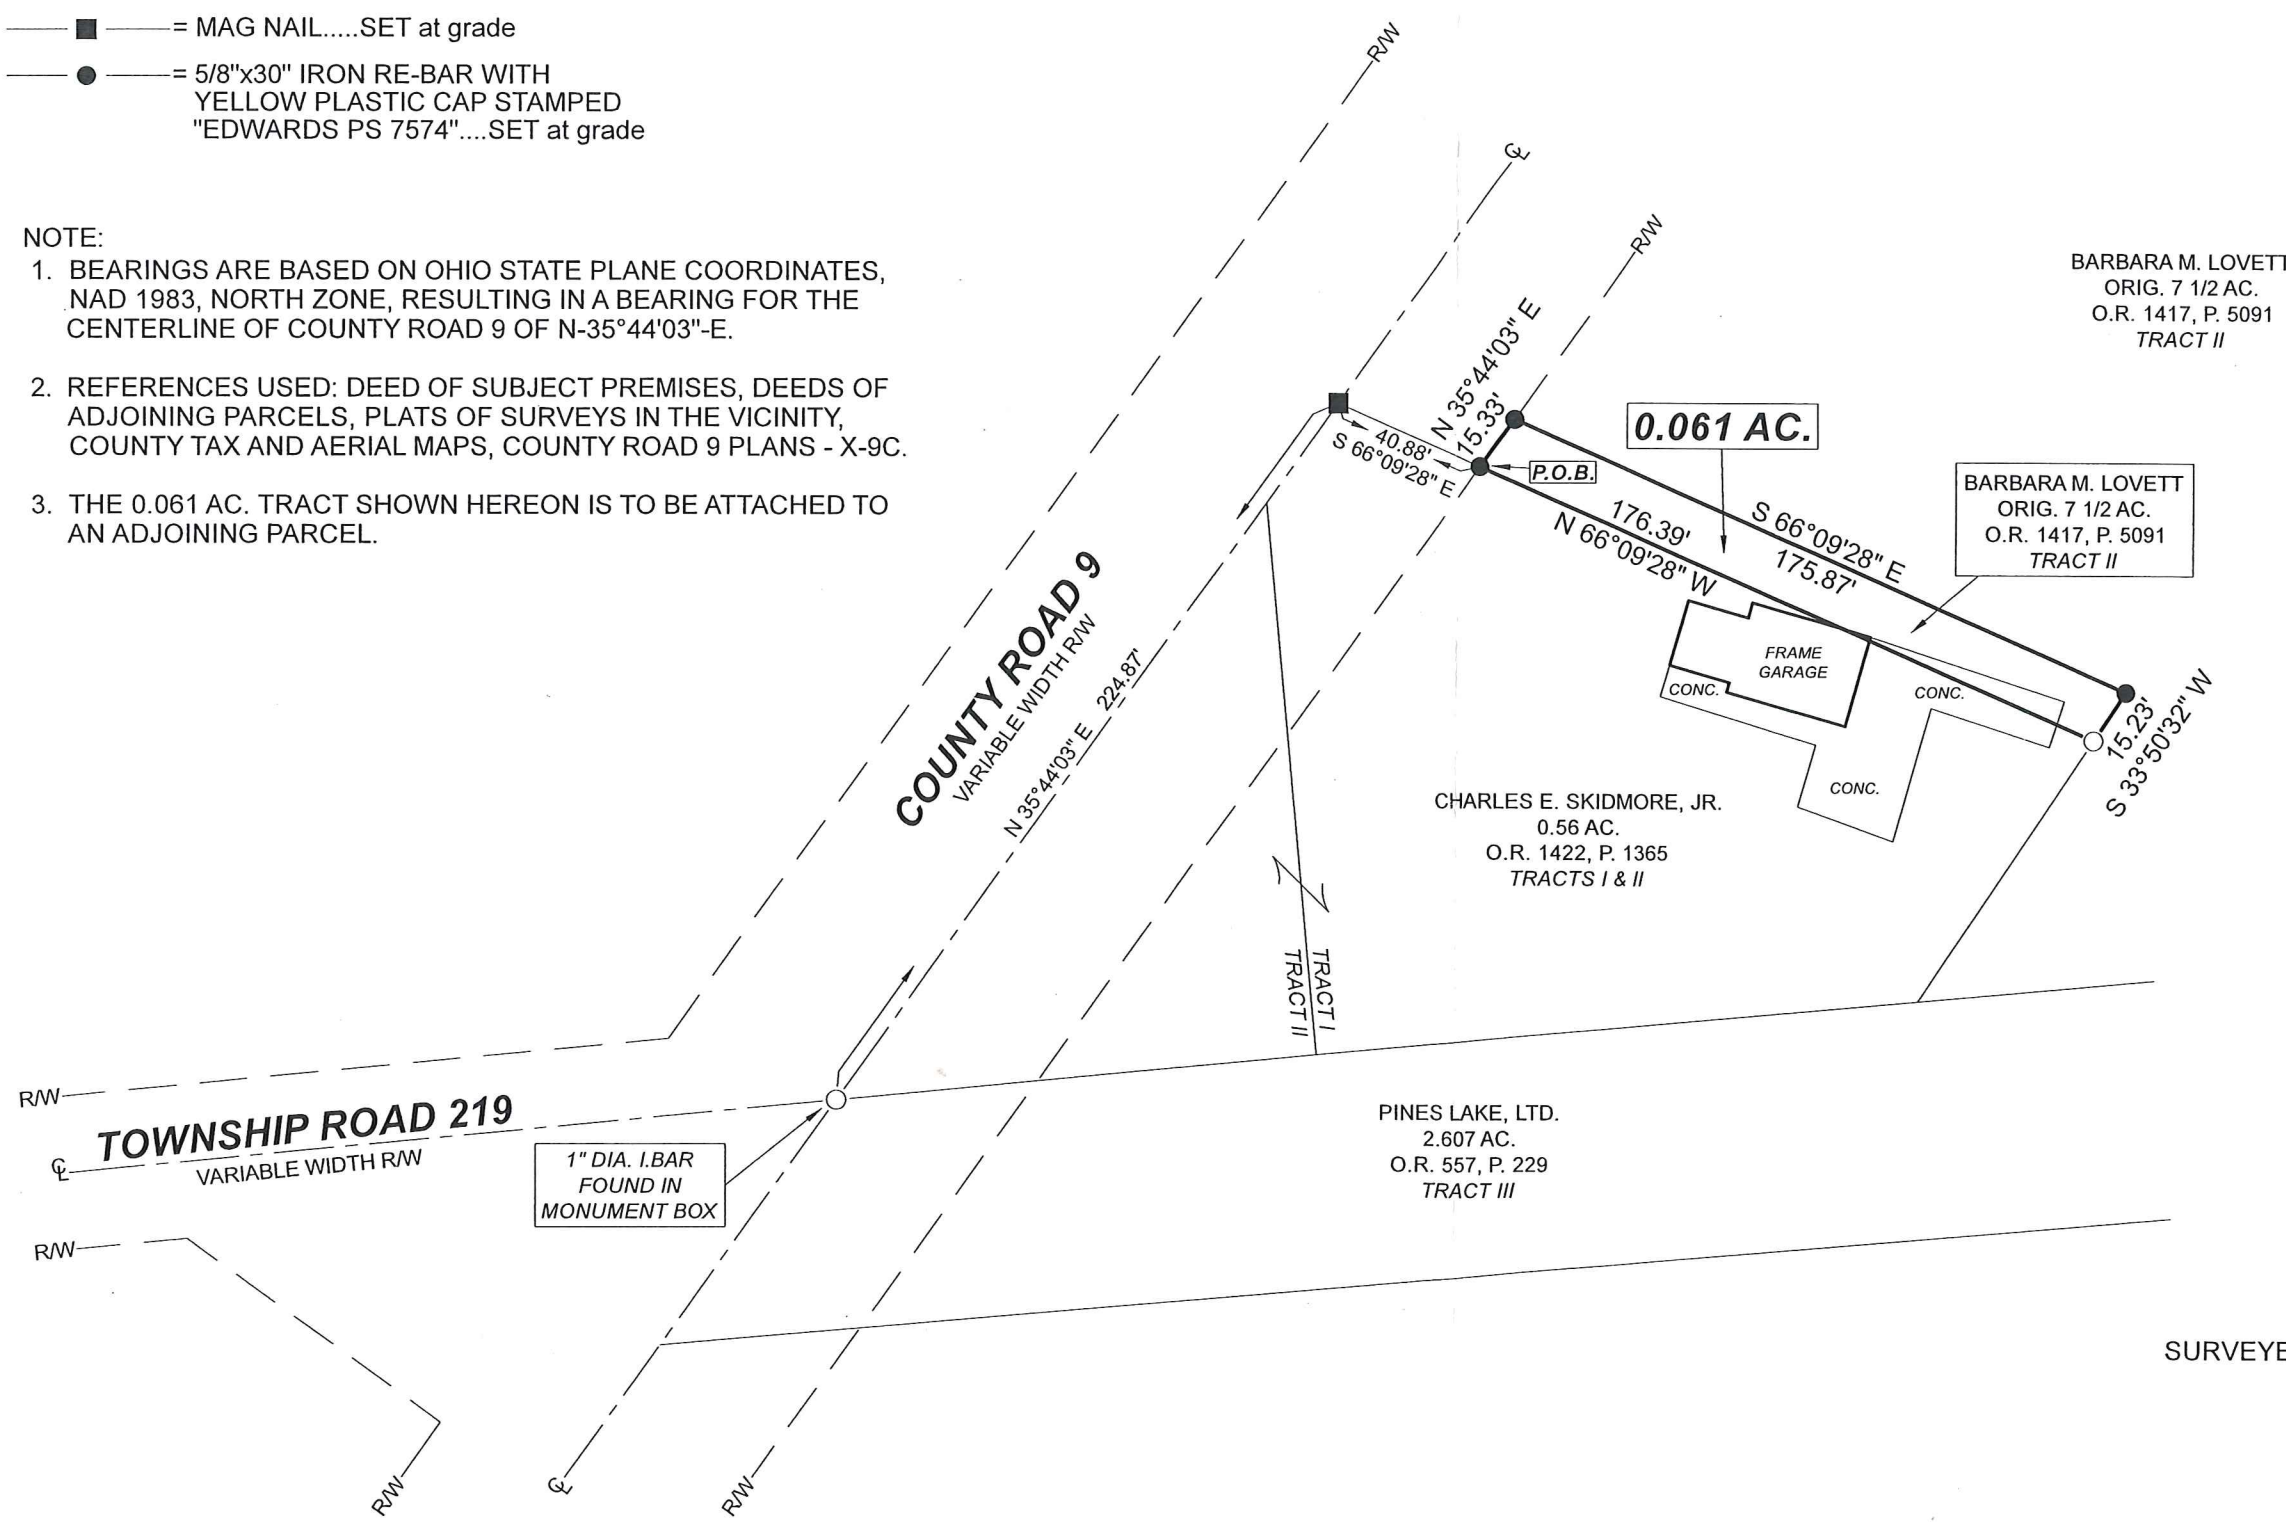 = MAG NAIL.....SET at grade
= 5/8"x30" IRON RE-BAR WITH
YELLOW PLASTIC CAP STAMPED
"EDWARDS PS 7574"....SET at grade
NOTE:
1. BEARINGS ARE BASED ON OHIO STATE PLANE COORDINATES,
NAD 1983, NORTH ZONE, RESULTING IN A BEARING FOR THE
CENTERLINE OF COUNTY ROAD 9 OF N-35°44'03"-E.
2. REFERENCES USED: DEED OF SUBJECT PREMISES, DEEDS OF
ADJOINING PARCELS, PLATS OF SURVEYS IN THE VICINITY,
COUNTY TAX AND AERIAL MAPS, COUNTY ROAD 9 PLANS - X-9C.
3. THE 0.061 AC. TRACT SHOWN HEREON IS TO BE ATTACHED TO
AN ADJOINING PARCEL.
R/W
℄
R/W
BARBARA M. LOVETT
ORIG. 7 1/2 AC.
O.R. 1417, P. 5091
TRACT II
N 35°44'03" E
15.33'
40.88'
S 66°09'28" E
P.O.B.
0.061 AC.
BARBARA M. LOVETT
ORIG. 7 1/2 AC.
O.R. 1417, P. 5091
TRACT II
176.39'
N 66°09'28" W
S 66°09'28" E
175.87'
FRAME
GARAGE
CONC.
CONC.
CONC.
15.23'
S 33°50'32" W
COUNTY ROAD 9
VARIABLE WIDTH R/W
N 35°44'03" E 224.87'
CHARLES E. SKIDMORE, JR.
0.56 AC.
O.R. 1422, P. 1365
TRACTS I & II
TRACT I
TRACT II
R/W
TOWNSHIP ROAD 219
℄
VARIABLE WIDTH R/W
1" DIA. I.BAR
FOUND IN
MONUMENT BOX
PINES LAKE, LTD.
2.607 AC.
O.R. 557, P. 229
TRACT III
R/W
SURVEYE
R/W
℄
R/W